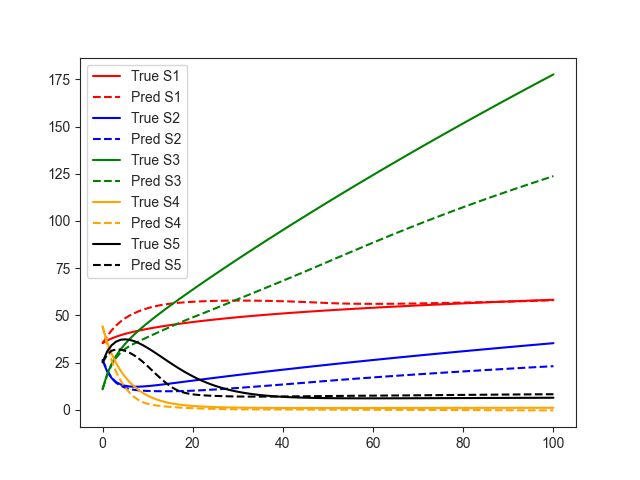 175
150
125
100
75
50
25
0
True S1
Pred S1
True S2
Pred S2
True S3
Pred S3
True S4
Pred S4
True S5
Pred S5
0 20 40 60 80 100